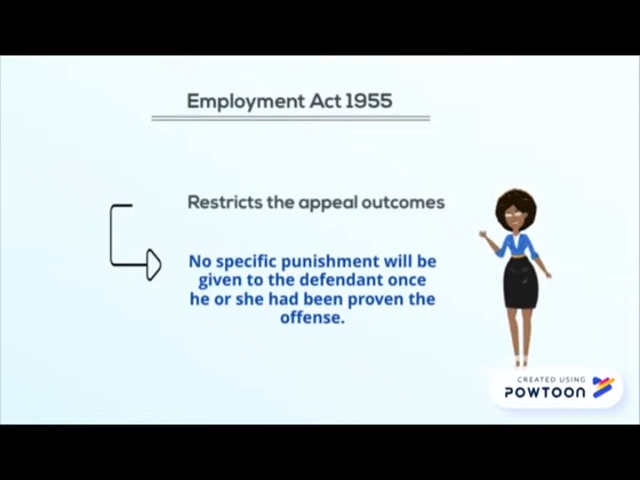 Employment Act 1955
Restricts the appeal outcomes
No specific punishment will be
given to the defendant once
he or she had been proven the
offense.
CREATED USING
POWTOON